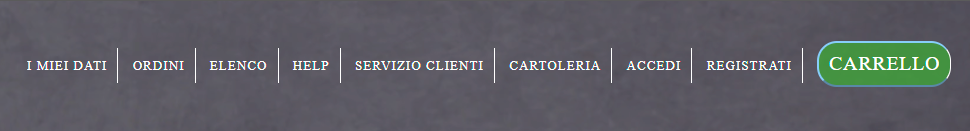 I MIEI DATI ORDINI ELENCO HELP SERVIZIO CLIENTI CARTOLERIA ACCEDI REGISTRATI CARRELLO